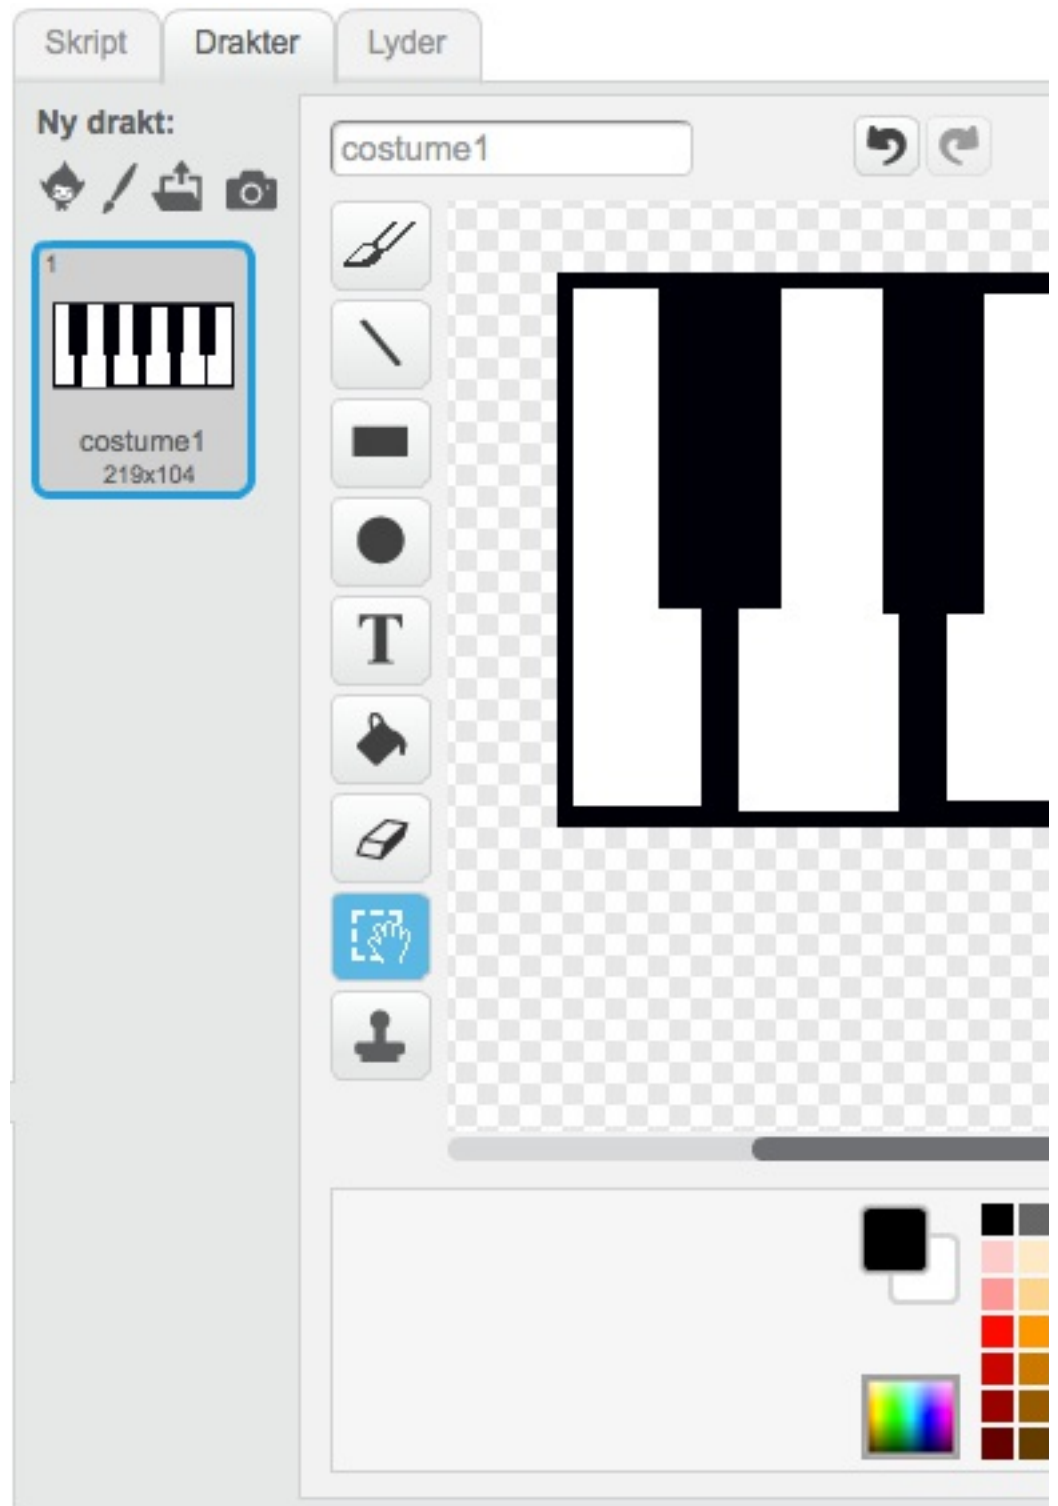 Skript Drakter Lyder
Ny drakt:
costume1
1
costume1
219x104
T